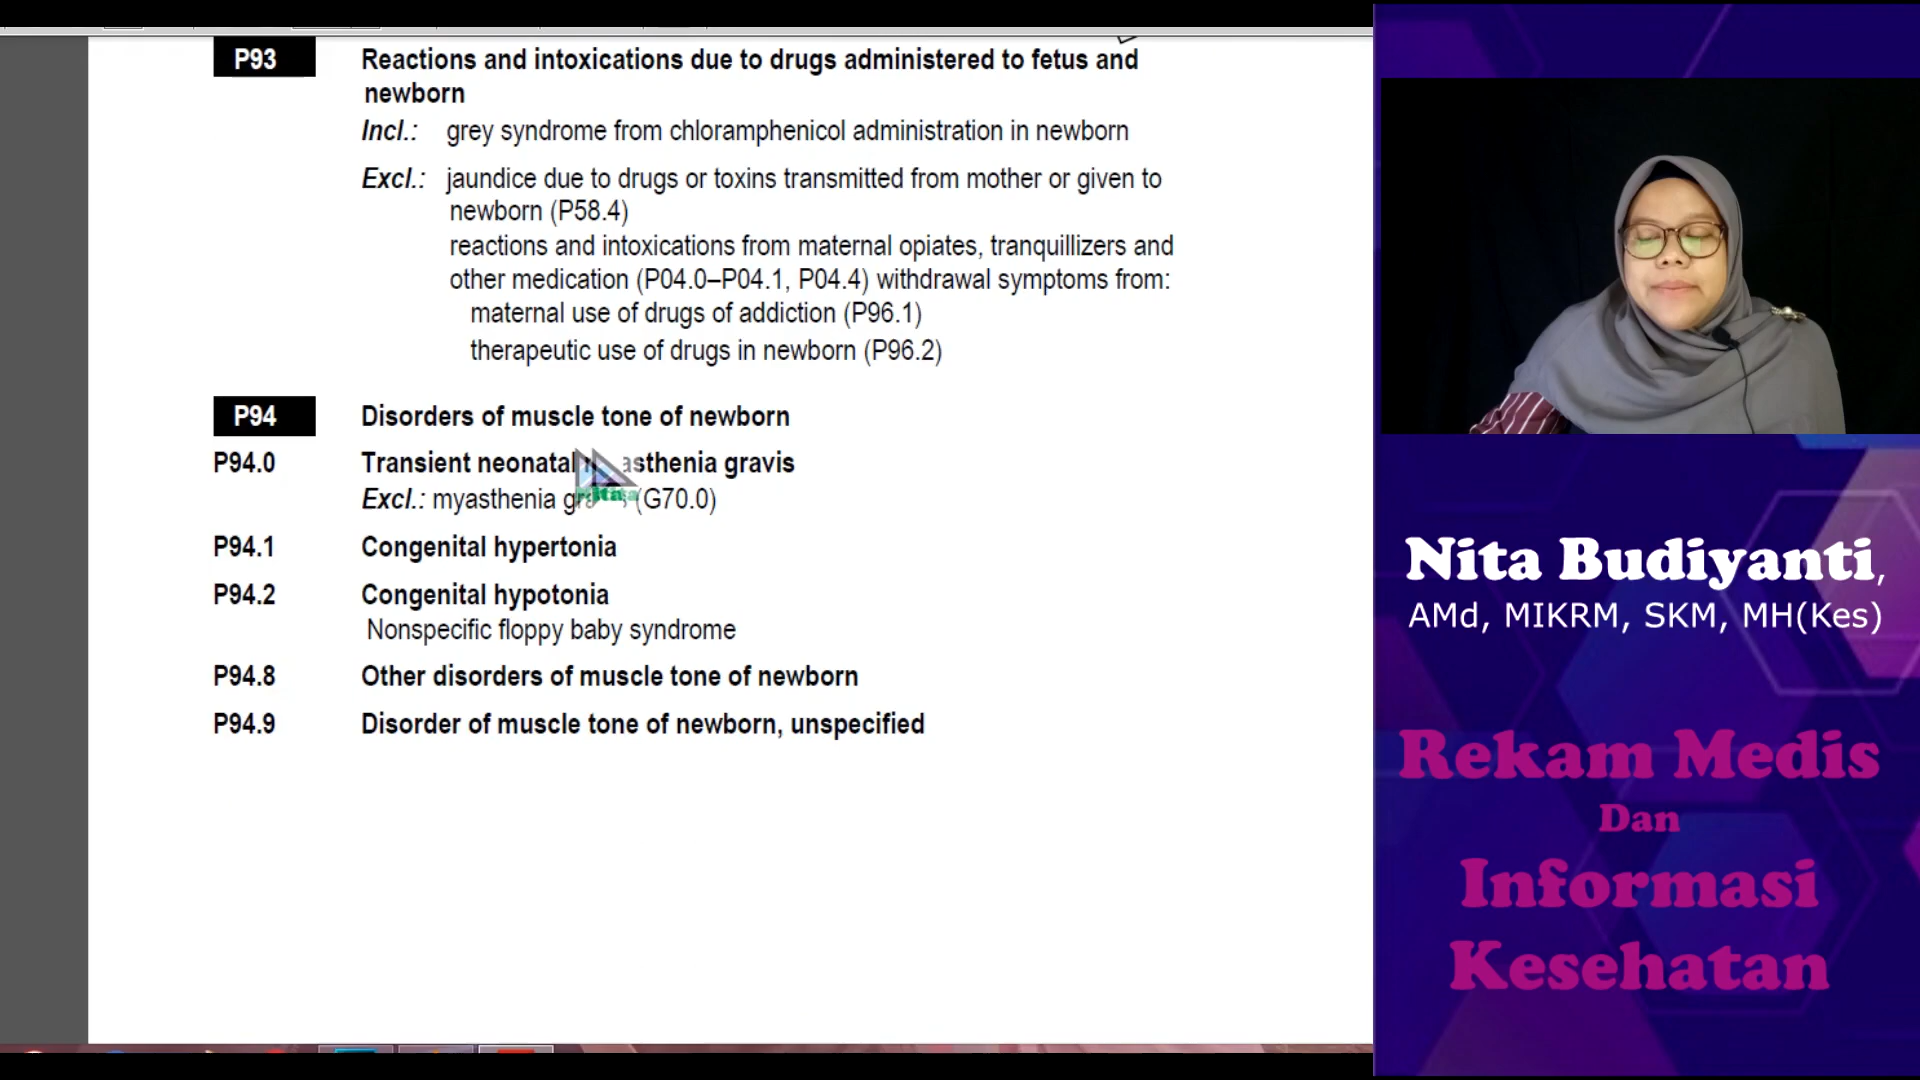 P93 Reactions and intoxications due to drugs administered to fetus and
newborn
Incl.: grey syndrome from chloramphenicol administration in newborn
Excl.: jaundice due to drugs or toxins transmitted from mother or given to
newborn (P58.4)
reactions and intoxications from maternal opiates, tranquillizers and
other medication (P04.0–P04.1, P04.4) withdrawal symptoms from:
maternal use of drugs of addiction (P96.1)
therapeutic use of drugs in newborn (P96.2)
P94 Disorders of muscle tone of newborn
P94.0 Transient neonatal gravis
Excl.: myasthenia (G70.0)
P94.1 Congenital hypertonia
P94.2 Congenital hypotonia
Nonspecific floppy baby syndrome
P94.8 Other disorders of muscle tone of newborn
P94.9 Disorder of muscle tone of newborn, unspecified
Nita Budiyanti,
AMd, MIKRM, SKM, MH(Kes)
Rekam Medis
Dan
Informasi
Kesehatan